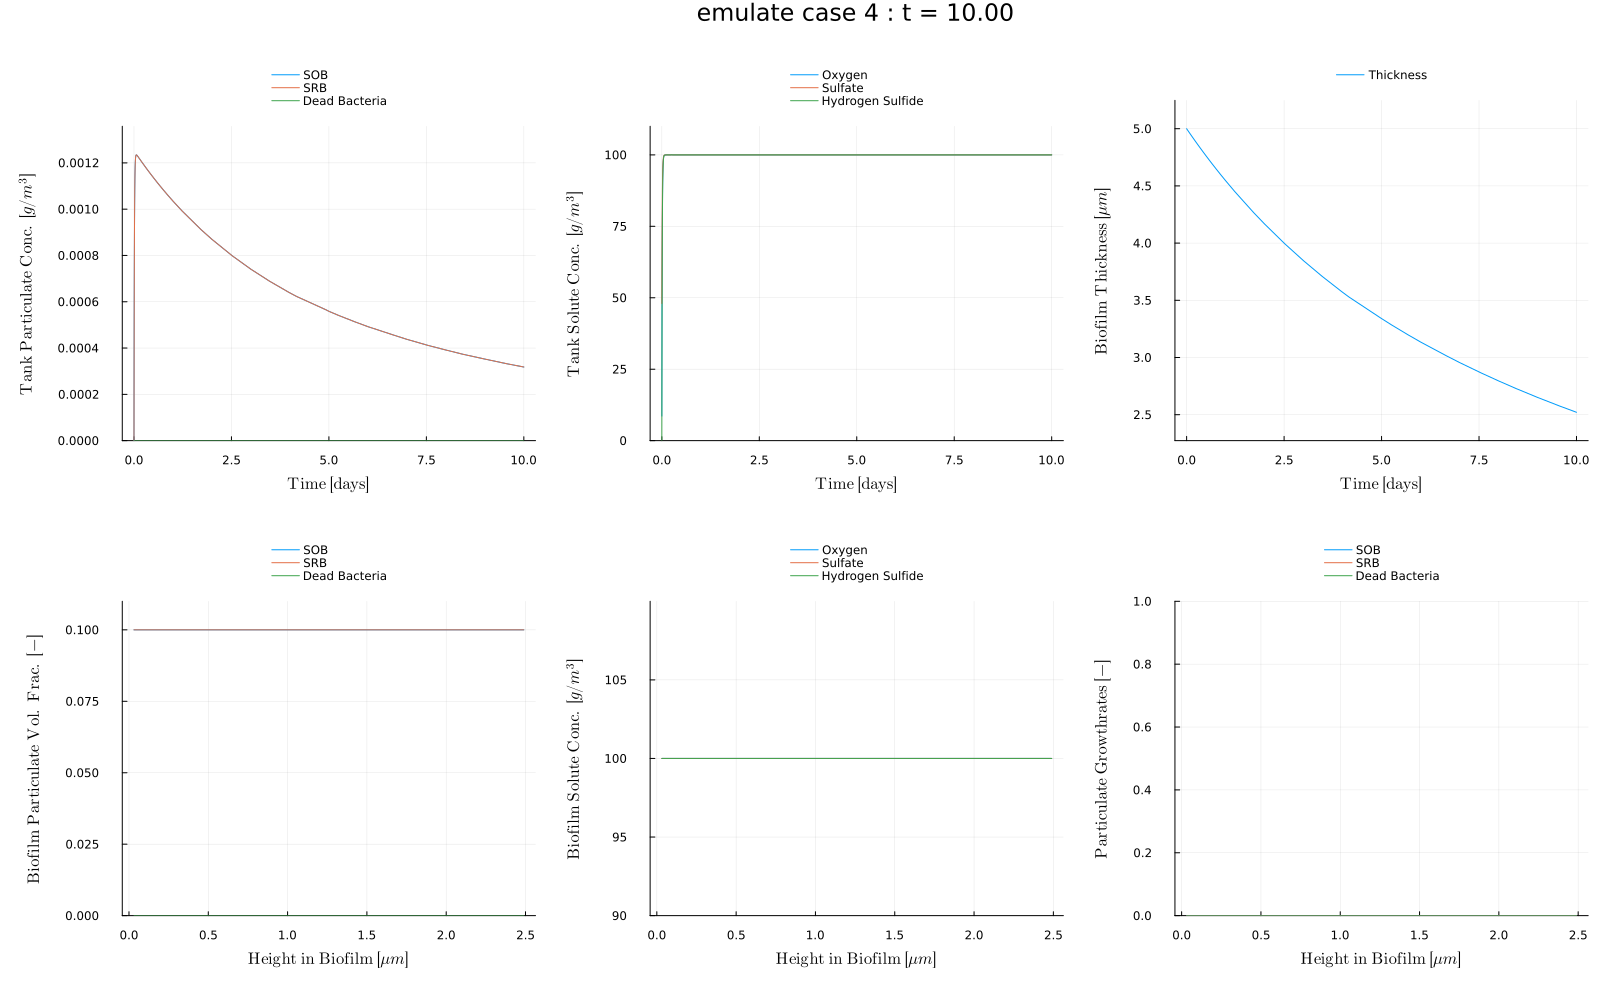 emulate case 4 : t = 10.00
SOB
SRB
Dead Bacteria
Tank Particulate Conc. [g/m³]
0.0012
0.0010
0.0008
0.0006
0.0004
0.0002
0.0000
0.0 2.5 5.0 7.5 10.0
Time [days]
Oxygen
Sulfate
Hydrogen Sulfide
Tank Solute Conc. [g/m³]
100
75
50
25
0
0.0 2.5 5.0 7.5 10.0
Time [days]
Thickness
Biofilm Thickness [μm]
5.0
4.5
4.0
3.5
3.0
2.5
0.0 2.5 5.0 7.5 10.0
Time [days]
SOB
SRB
Dead Bacteria
Biofilm Particulate Vol. Frac. [−]
0.100
0.075
0.050
0.025
0.000
0.0 0.5 1.0 1.5 2.0 2.5
Height in Biofilm [μm]
Oxygen
Sulfate
Hydrogen Sulfide
Biofilm Solute Conc. [g/m³]
105
100
95
90
0.0 0.5 1.0 1.5 2.0 2.5
Height in Biofilm [μm]
SOB
SRB
Dead Bacteria
Particulate Growthrates [−]
1.0
0.8
0.6
0.4
0.2
0.0
0.0 0.5 1.0 1.5 2.0 2.5
Height in Biofilm [μm]